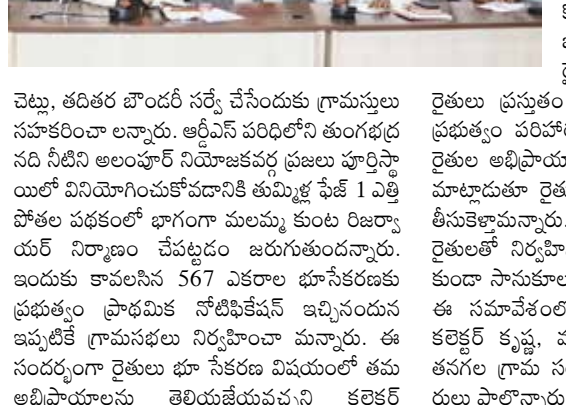 చెట్లు, తదితర బౌండరీ సర్వే చేసేందుకు గ్రామస్తులు
సహకరించా లన్నారు. ఆర్డీఎస్ పరిధిలోని తుంగభద్ర
నది నీటిని అలంపూర్ నియోజకవర్గ ప్రజలు పూర్తిస్థా
యిలో వినియోగించుకోవడానికి తుమ్మిళ్ల ఫేజ్ 1 ఎత్తి
పోతల పథకంలో భాగంగా మలమ్మ కుంట రిజర్వా
యర్ నిర్మాణం చేపట్టడం జరుగుతుందన్నారు.
ఇందుకు కావలసిన 567 ఎకరాల భూసేకరణకు
ప్రభుత్వం ప్రాథమిక నోటిఫికేషన్ ఇచ్చినందున
ఇప్పటికే గ్రామసభలు నిర్వహించా మన్నారు. ఈ
సందర్భంగా రైతులు భూ సేకరణ విషయంలో తమ
అభిప్రాయాలను తెలియజేయవచ్చని కలెక్టర్
రైతులు ప్రస్తుతం
ప్రభుత్వం
రైతుల
మాట్లాడుతూ
తీసుకెళ్తామన్నారు.
రైతులతో
కుండా
ఈ సమావేశంలో
కలెక్టర్ కృష్ణ,
తనగల గ్రామ
రులు పాల్గొన్నారు